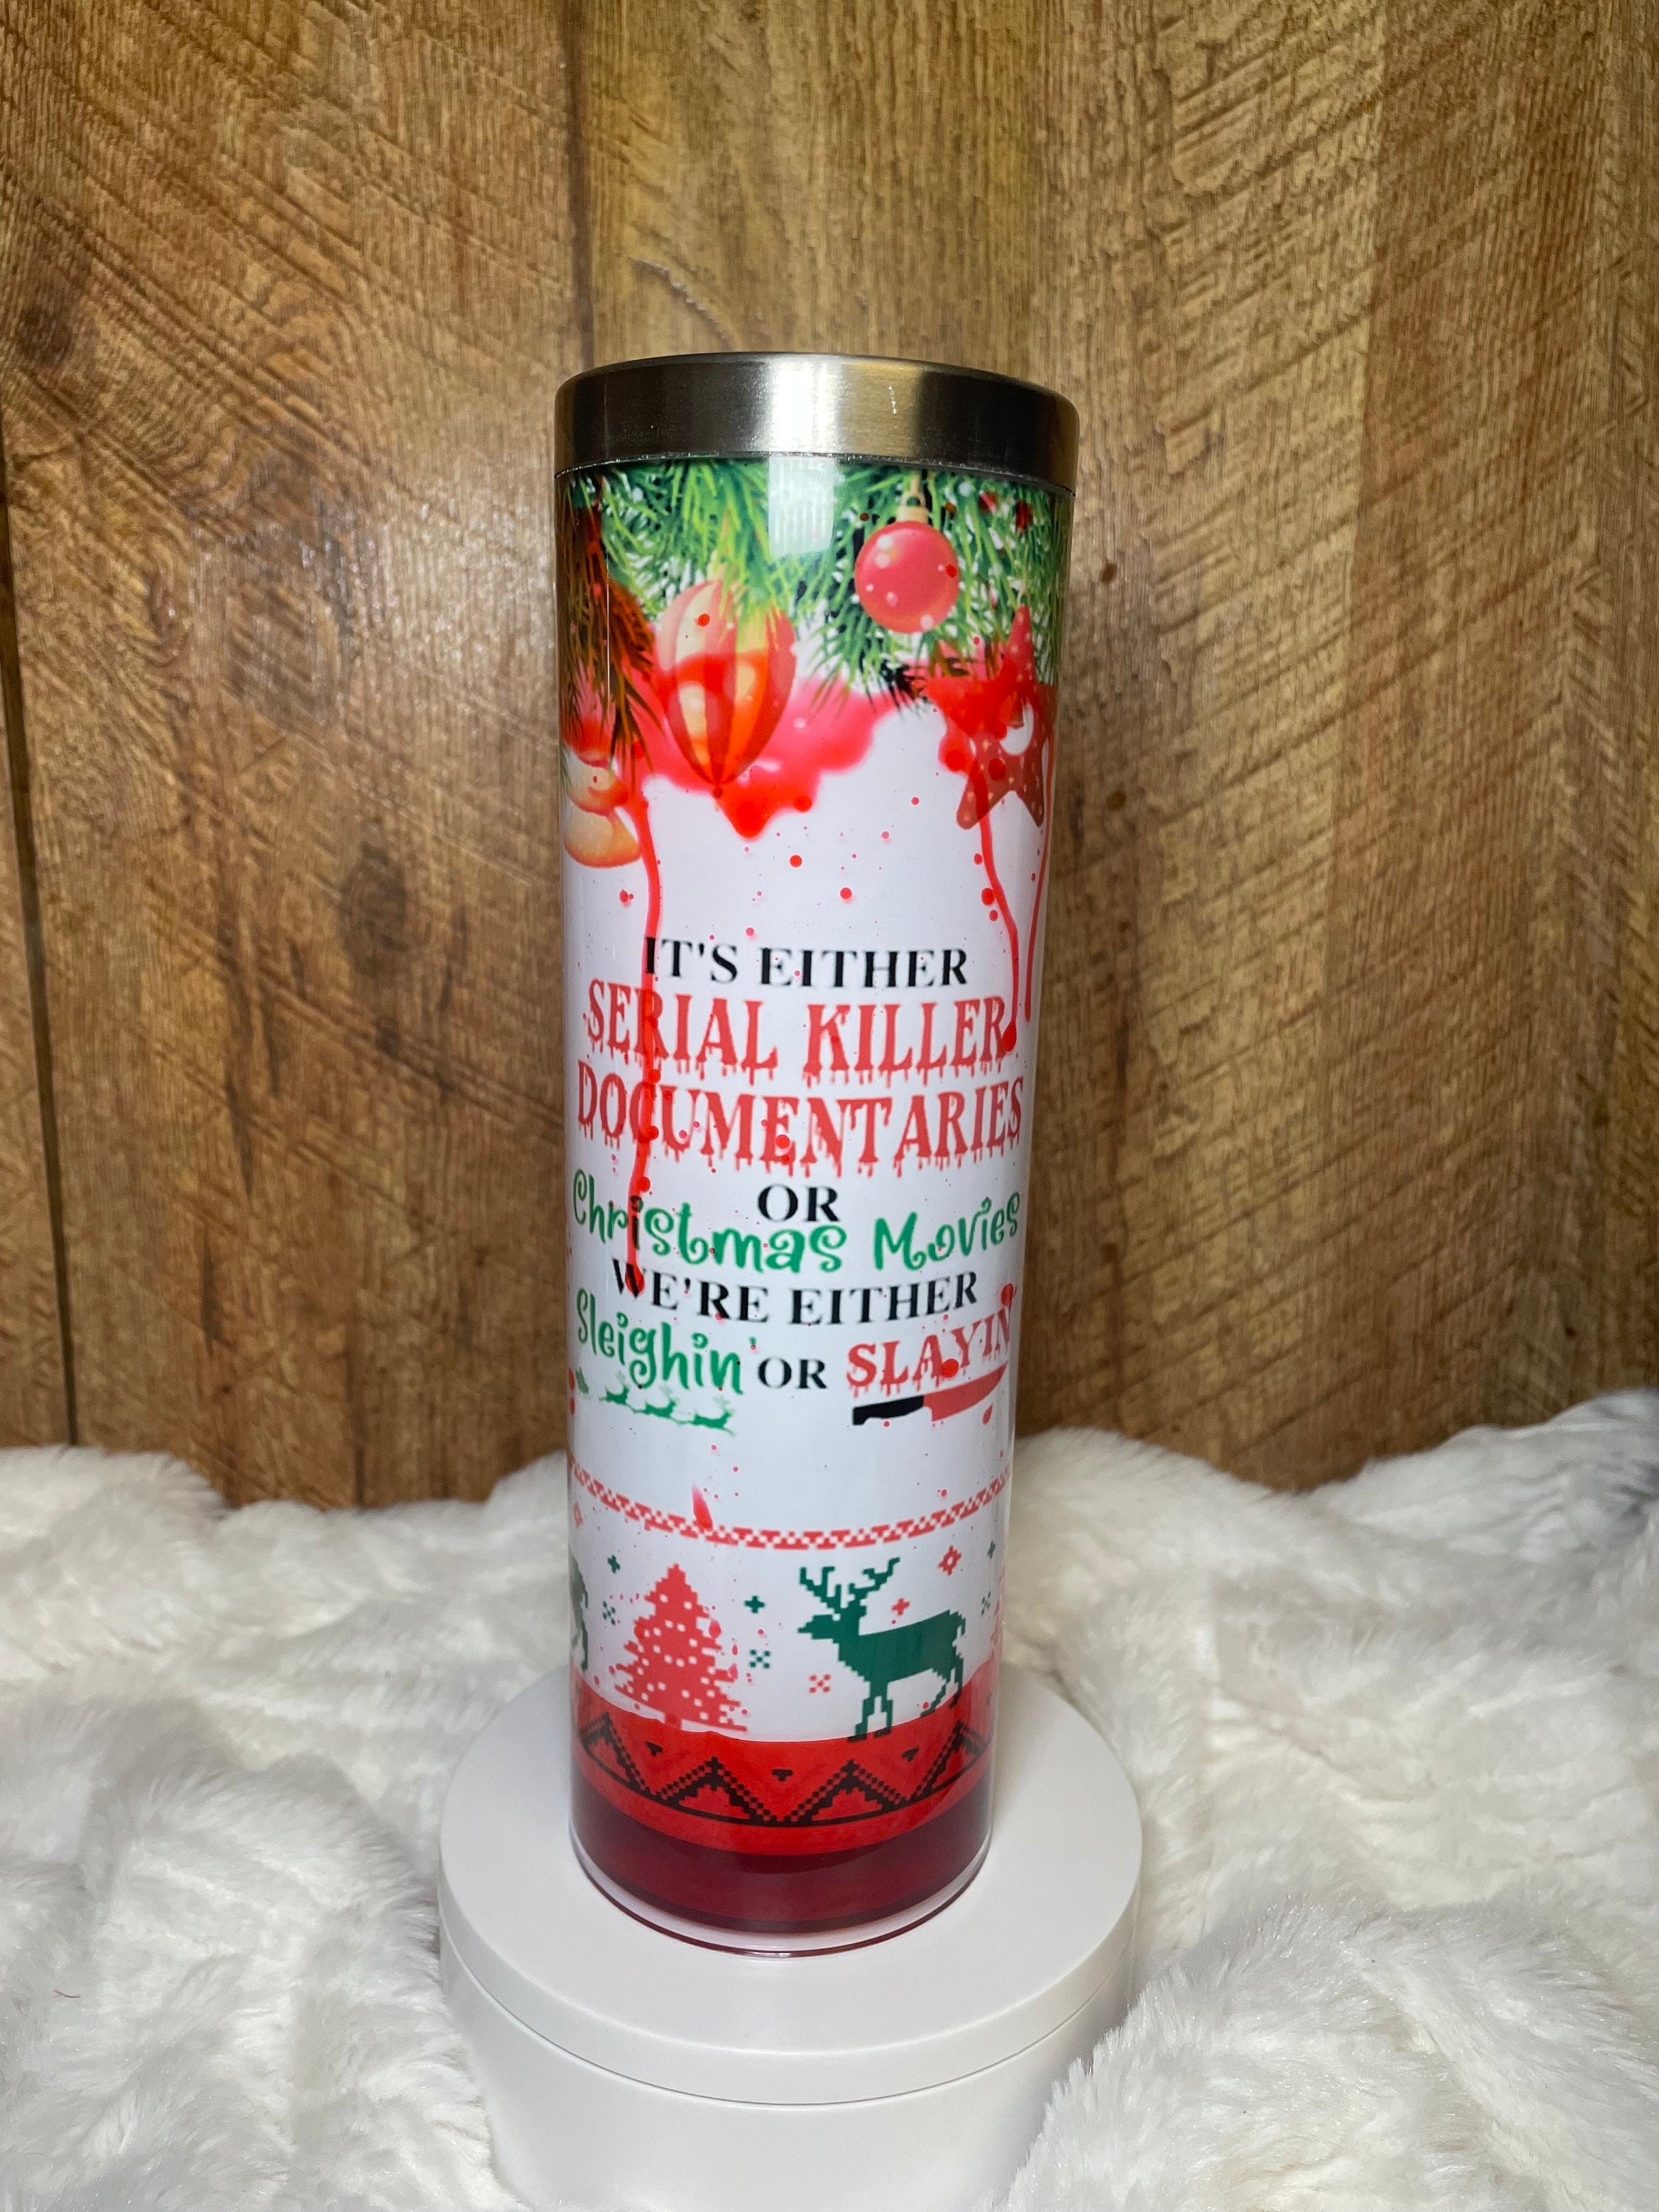 IT'S EITHER
SERIAL KILLER
DOCUMENTARIES
OR
Christmas Movies
WE'RE EITHER
Sleighin' OR SLAYIN'